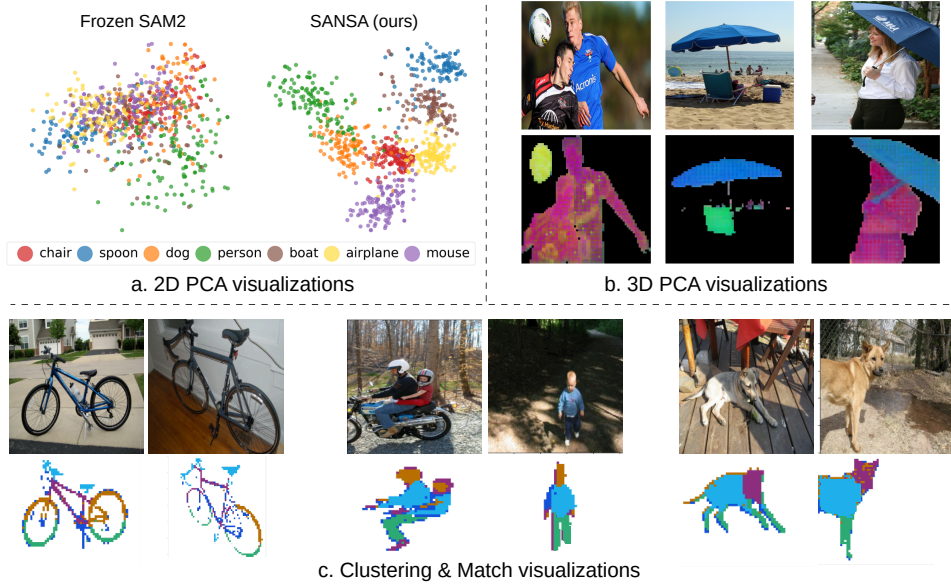 Frozen SAM2
SANSA (ours)
chair
spoon
dog
person
boat
airplane
mouse
a. 2D PCA visualizations
Acronis
b. 3D PCA visualizations
c. Clustering & Match visualizations